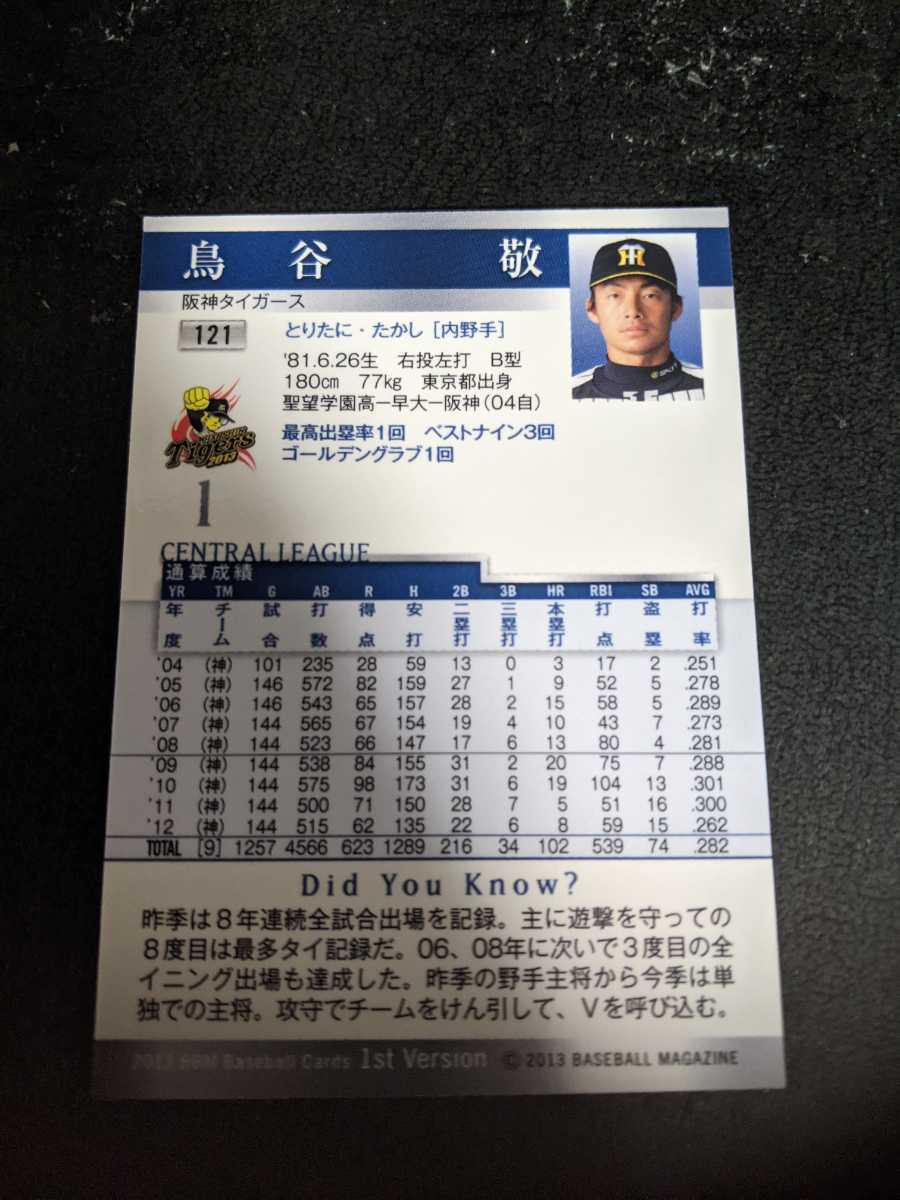 鳥谷 敬
阪神タイガース
121
とりたに・たかし［内野手］
'81.6.26生 右投左打 B型
180cm 77kg 東京都出身
聖望学園高ー早大ー阪神(04自)
最高出塁率1回 ベストナイン3回
ゴールデングラブ1回
Tigers
2013
1
CENTRAL LEAGUE
通算成績
YR TM G AB R H 2B 3B HR RBI SB AVG
年度 チーム 試合 打数 得点 安打 二塁打 三塁打 本塁打 打点 盗塁 打率
'04 (神) 101 235 28 59 13 0 3 17 2 .251
'05 (神) 146 572 82 159 27 1 9 52 5 .278
'06 (神) 146 543 65 157 28 2 15 58 5 .289
'07 (神) 144 565 67 154 19 4 10 43 7 .273
'08 (神) 144 523 66 147 17 6 13 80 4 .281
'09 (神) 144 538 84 155 31 2 20 75 7 .288
'10 (神) 144 575 98 173 31 6 19 104 13 .301
'11 (神) 144 500 71 150 28 7 5 51 16 .300
'12 (神) 144 515 62 135 22 6 8 59 15 .262
TOTAL [9] 1257 4566 623 1289 216 34 102 539 74 .282
Did You Know?
昨季は8年連続全試合出場を記録。主に遊撃を守っての
8度目は最多タイ記録だ。06、08年に次いで3度目の全
イニング出場も達成した。昨季の野手主将から今季は単
独での主将。攻守でチームをけん引して、Vを呼び込む。
2013 BBM Baseball Cards 1st Version © 2013 BASEBALL MAGAZINE